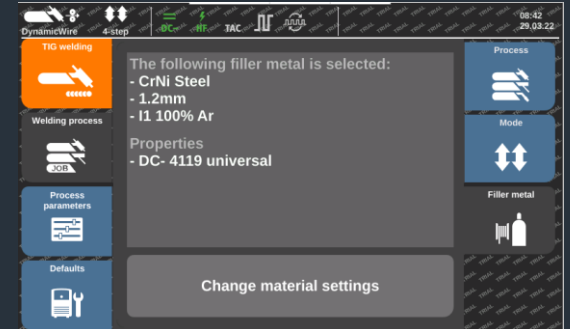 DynamicWire
4-step
DC-
HF
TAC
08:42
29.03.22
TIG welding
Welding process
JOB
Process
parameters
Defaults
The following filler metal is selected:
- CrNi Steel
- 1.2mm
- I1 100% Ar
Properties
- DC- 4119 universal
Change material settings
Process
Mode
Filler metal
TRIAL